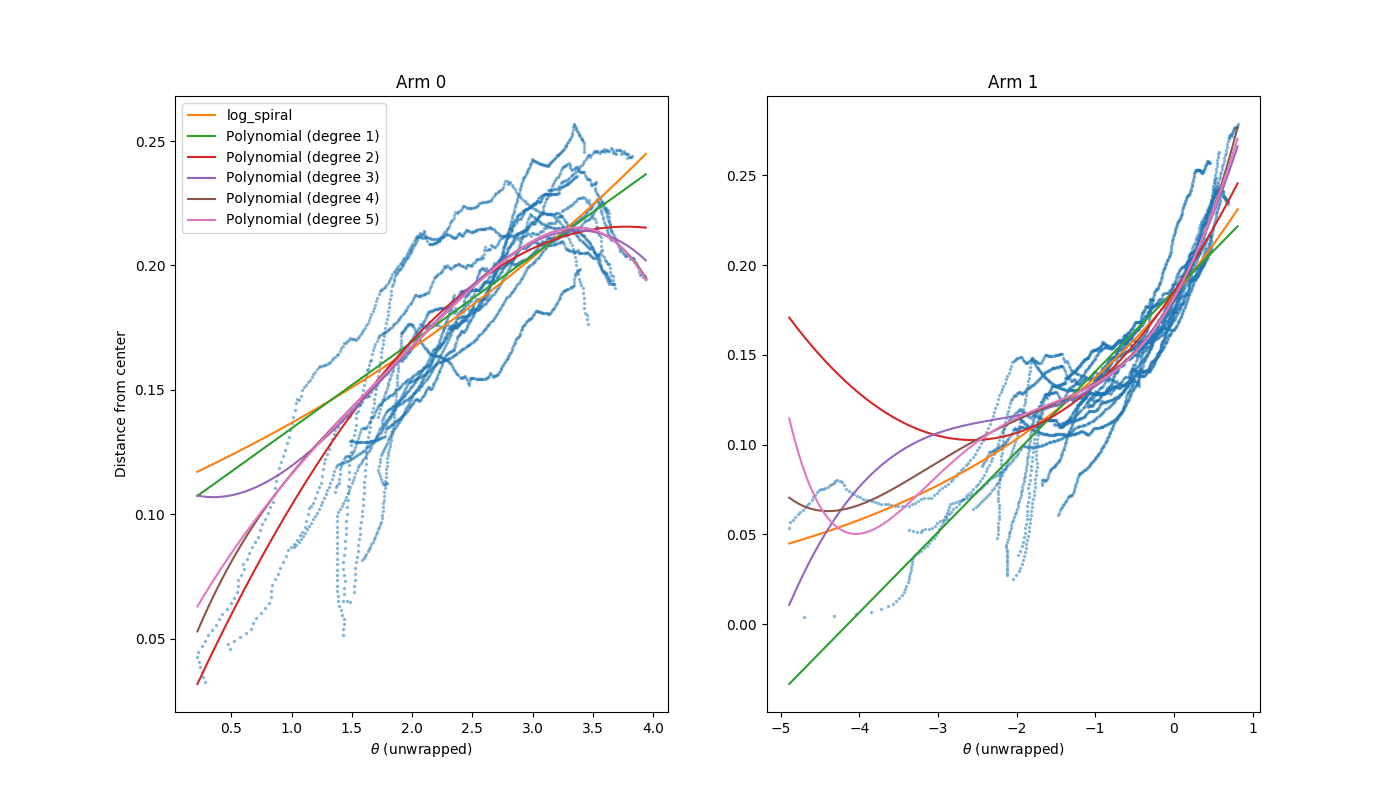 Arm 0
Arm 1
log_spiral
Polynomial (degree 1)
Polynomial (degree 2)
Polynomial (degree 3)
Polynomial (degree 4)
Polynomial (degree 5)
Distance from center
0.25
0.20
0.15
0.10
0.05
0.5 1.0 1.5 2.0 2.5 3.0 3.5 4.0
θ (unwrapped)
0.25
0.20
0.15
0.10
0.05
0.00
−5 −4 −3 −2 −1 0 1
θ (unwrapped)